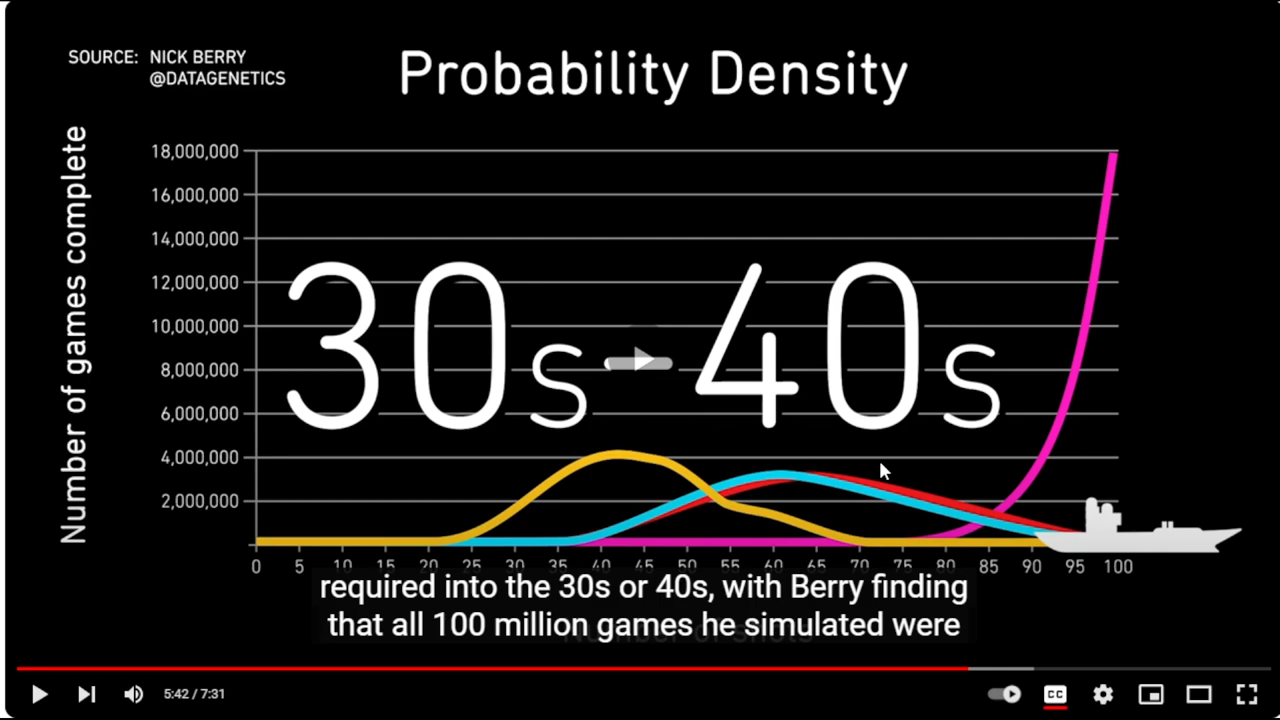 SOURCE: NICK BERRY
@DATAGENETICS
Probability Density
Number of games complete
18,000,000
16,000,000
14,000,000
12,000,000
10,000,000
8,000,000
6,000,000
4,000,000
2,000,000
30s-40s
0 5 10 15 20 25 30 35 40 45 50 55 60 65 70 75 80 85 90 95 100
required into the 30s or 40s, with Berry finding
that all 100 million games he simulated were
5:42 / 7:31
CC